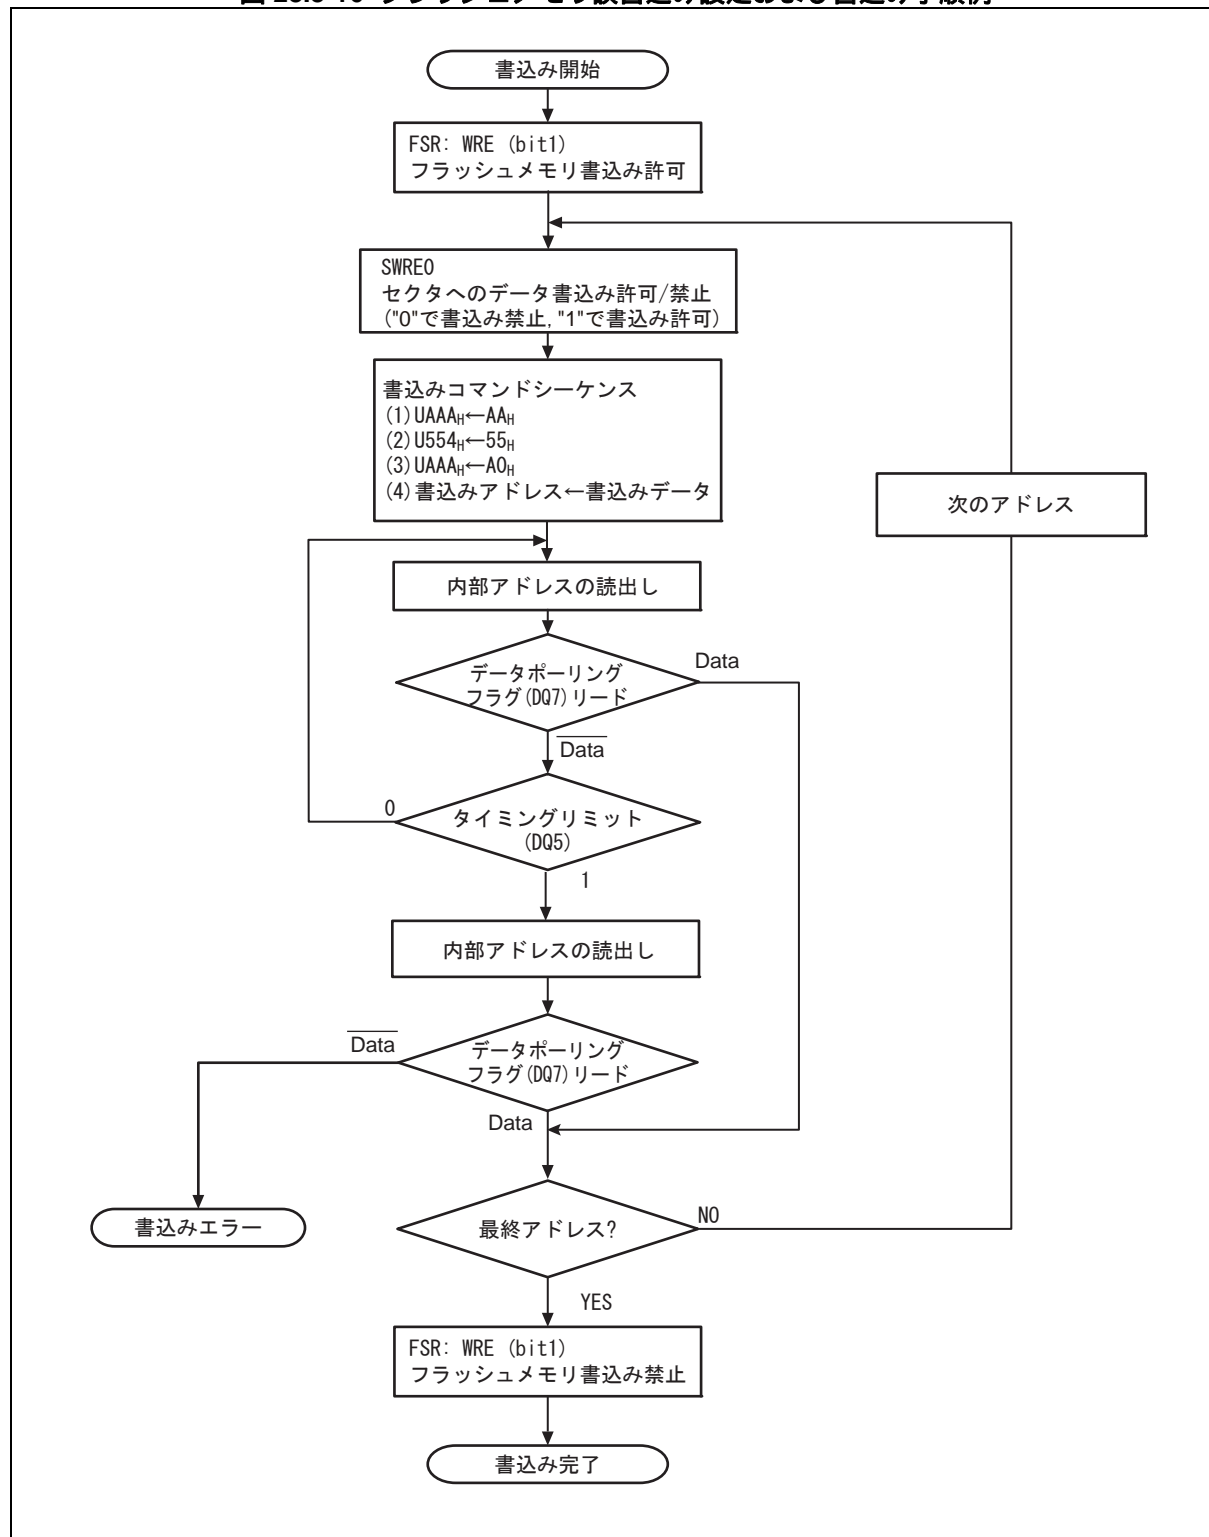 書込み開始
FSR: WRE (bit1)
フラッシュメモリ書込み許可
SWRE0
セクタへのデータ書込み許可/禁止
("0"で書込み禁止,"1"で書込み許可)
書込みコマンドシーケンス
(1)UAAAH←AAH
(2)U554H←55H
(3)UAAAH←A0H
(4)書込みアドレス←書込みデータ
次のアドレス
内部アドレスの読出し
データポーリング
フラグ(DQ7)リード
Data
Data
タイミングリミット
(DQ5)
0
1
内部アドレスの読出し
データポーリング
フラグ(DQ7)リード
Data
Data
書込みエラー
最終アドレス?
NO
YES
FSR: WRE (bit1)
フラッシュメモリ書込み禁止
書込み完了